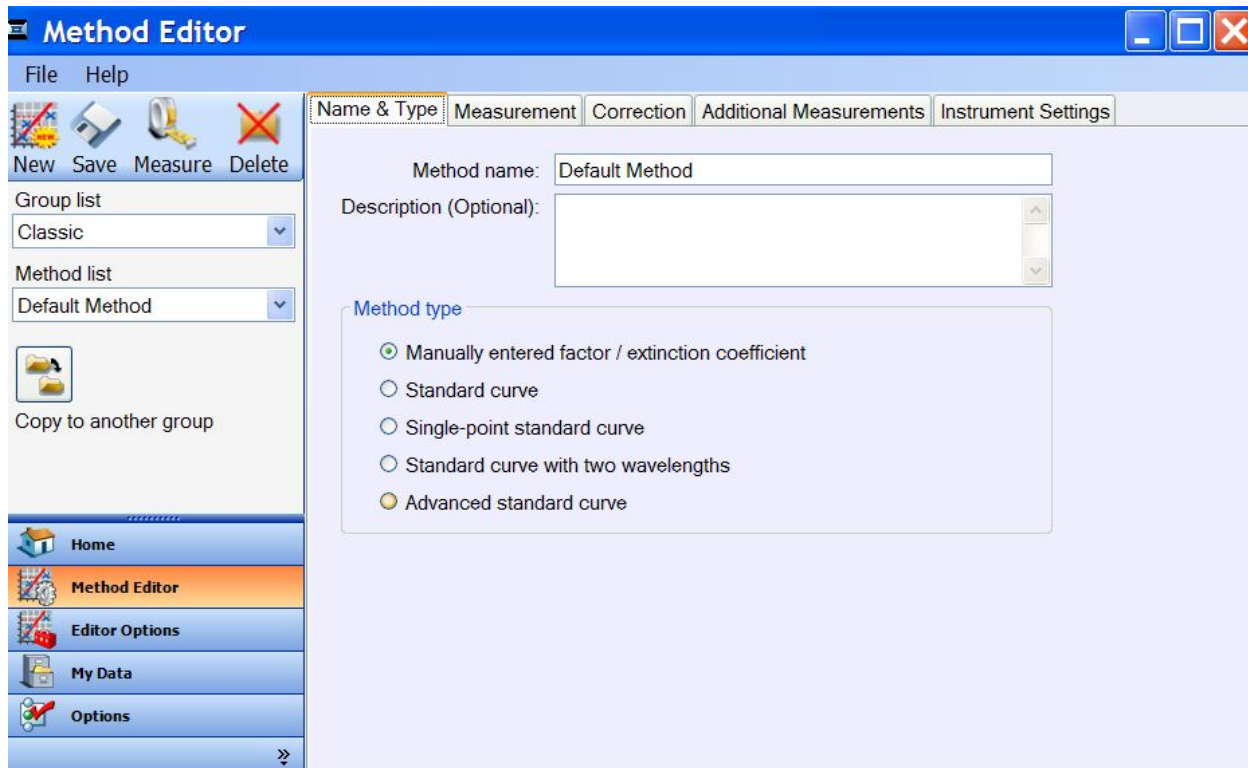 Method Editor
File Help
New Save Measure Delete
Group list
Classic
Method list
Default Method
Copy to another group
Home
Method Editor
Editor Options
My Data
Options
Name & Type Measurement Correction Additional Measurements Instrument Settings
Method name: Default Method
Description (Optional):
Method type
Manually entered factor / extinction coefficient
Standard curve
Single-point standard curve
Standard curve with two wavelengths
Advanced standard curve